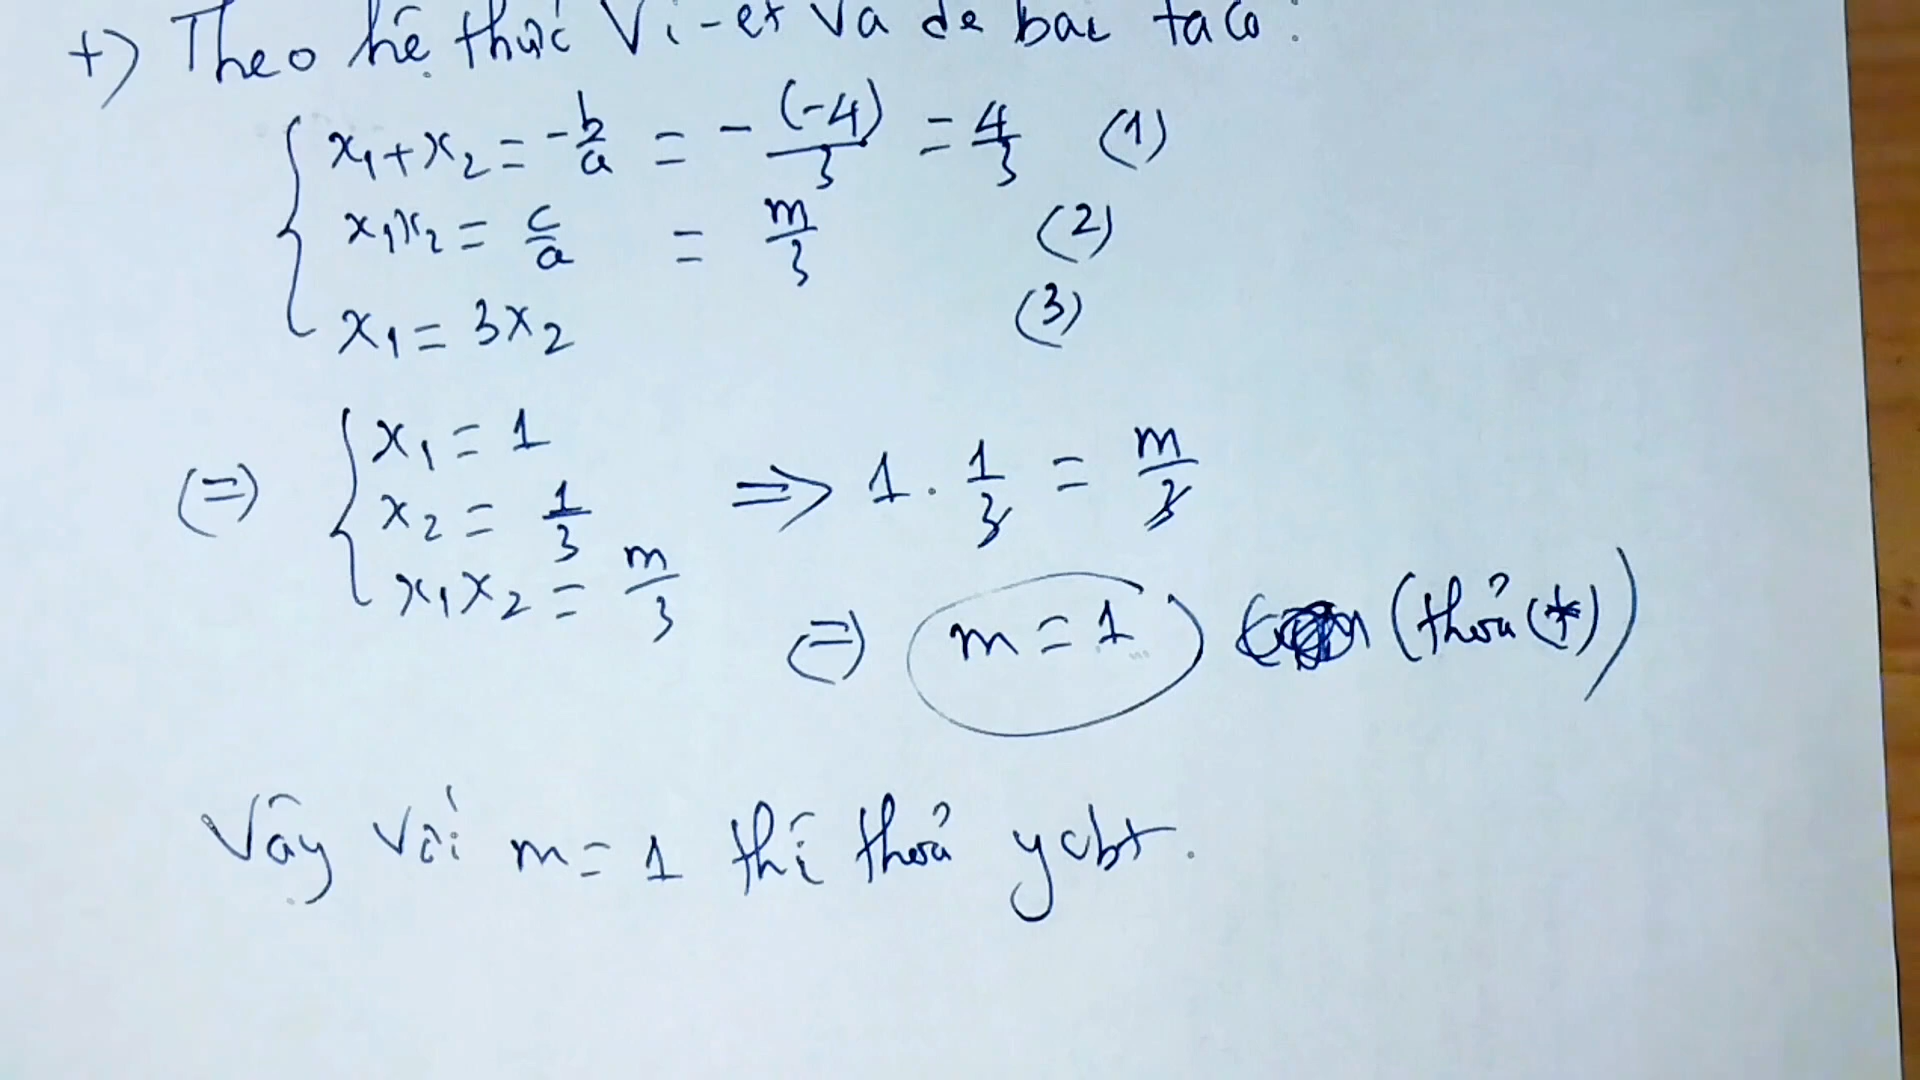 +) Theo hệ thức Vi-et và đề bài ta có:
x₁+x₂ = -b/a = - (-4)/3 = 4/3 (1)
x₁x₂ = c/a = m/3 (2)
x₁ = 3x₂ (3)
(=) x₁ = 1
x₂ = 1/3 => 1 . 1/3 = m/3
x₁x₂ = m/3
(=) m = 1 (thoả (*))
Vậy với m = 1 thì thoả ycbt.